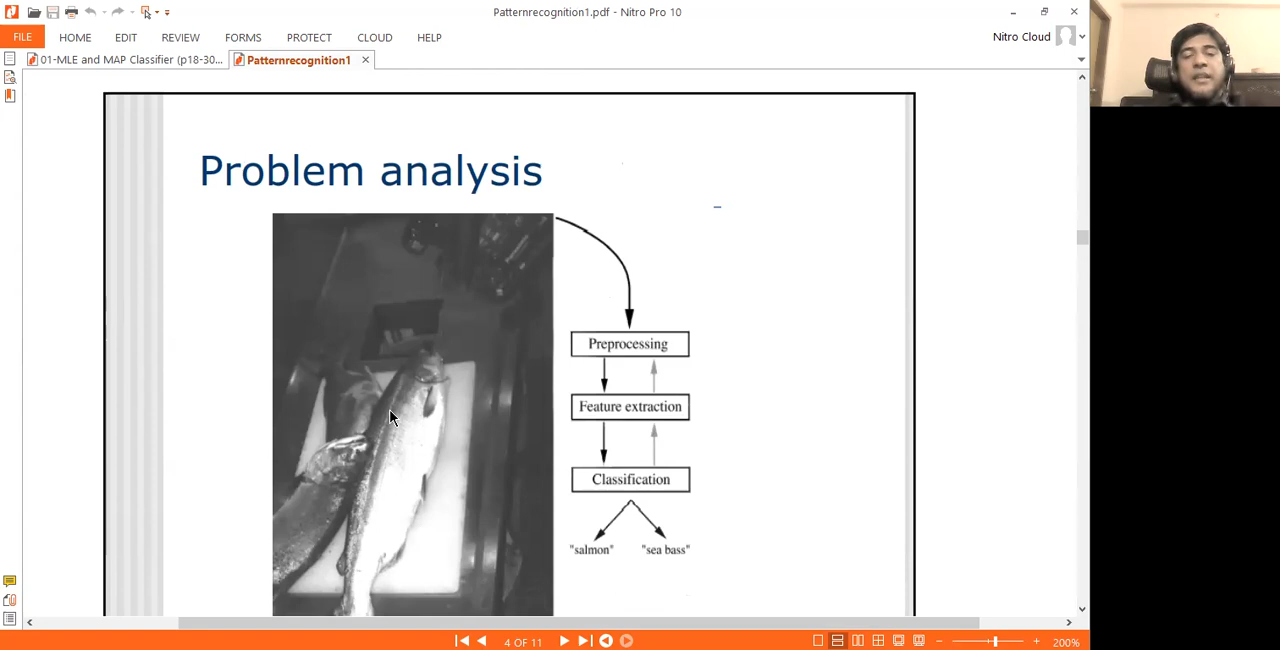 Patternrecognition1.pdf - Nitro Pro 10
FILE HOME EDIT REVIEW FORMS PROTECT CLOUD HELP
Nitro Cloud
01-MLE and MAP Classifier (p18-30...
Patternrecognition1
Problem analysis
Preprocessing
Feature extraction
Classification
"salmon" "sea bass"
4 OF 11
200%